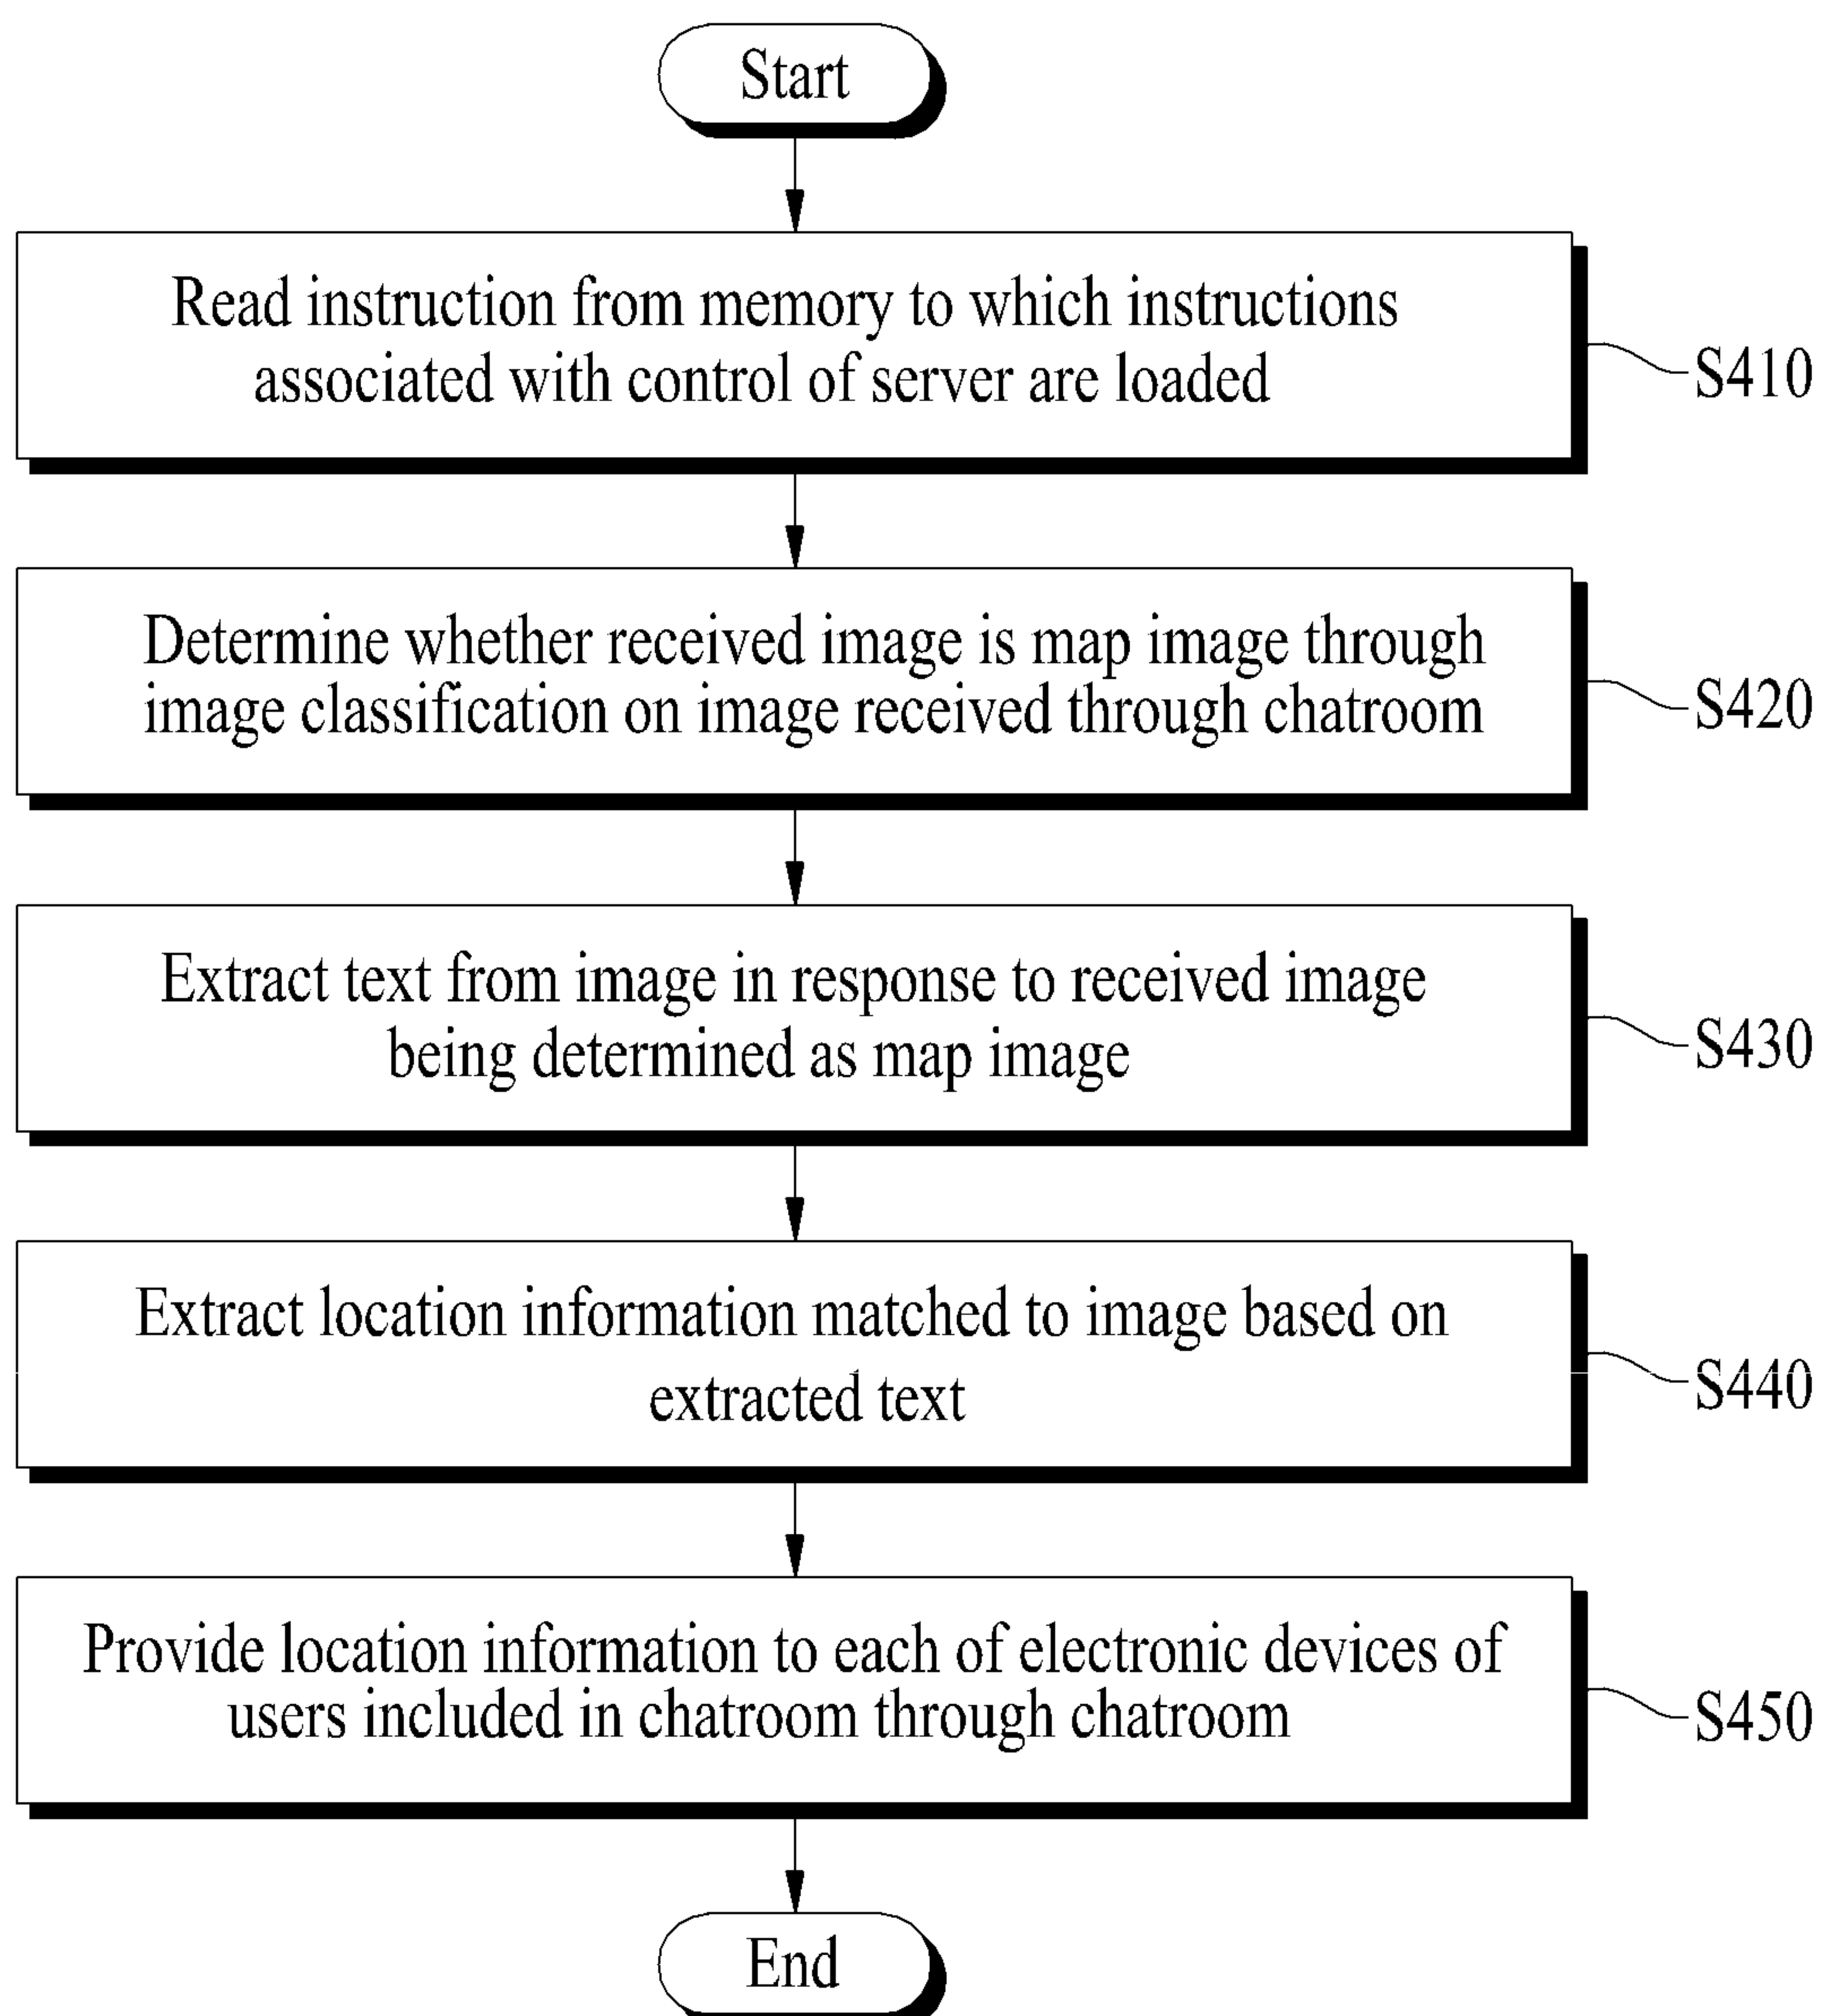 Start
Read instruction from memory to which instructions
associated with control of server are loaded
S410
Determine whether received image is map image through
image classification on image received through chatroom
S420
Extract text from image in response to received image
being determined as map image
S430
Extract location information matched to image based on
extracted text
S440
Provide location information to each of electronic devices of
users included in chatroom through chatroom
S450
End